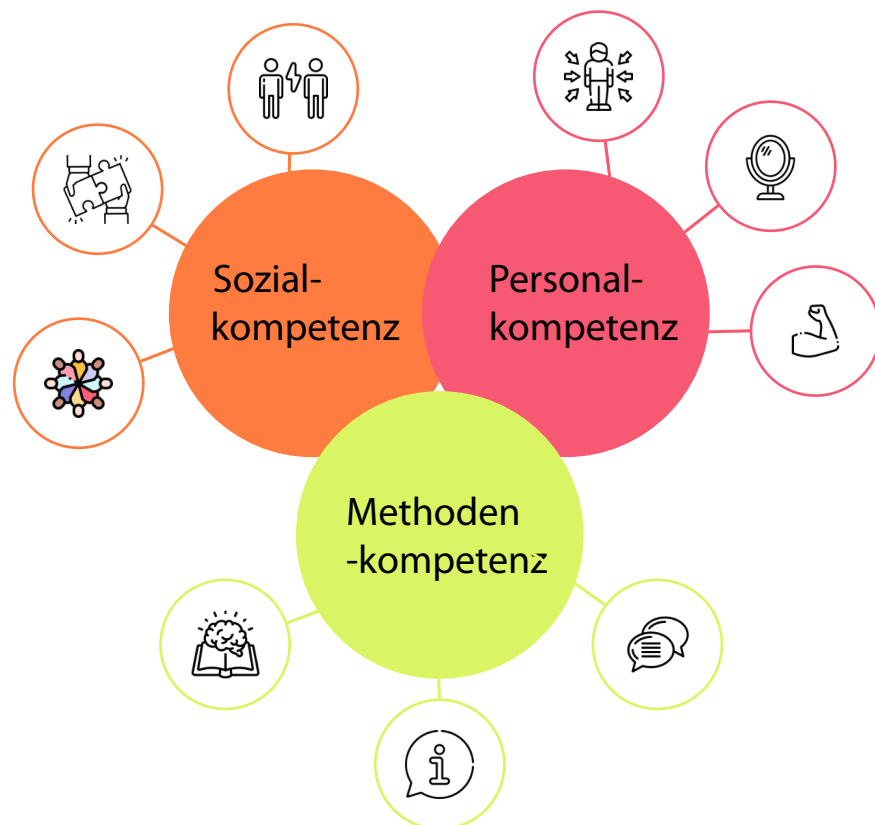 Sozial-
kompetenz
Personal-
kompetenz
Methoden
-kompetenz